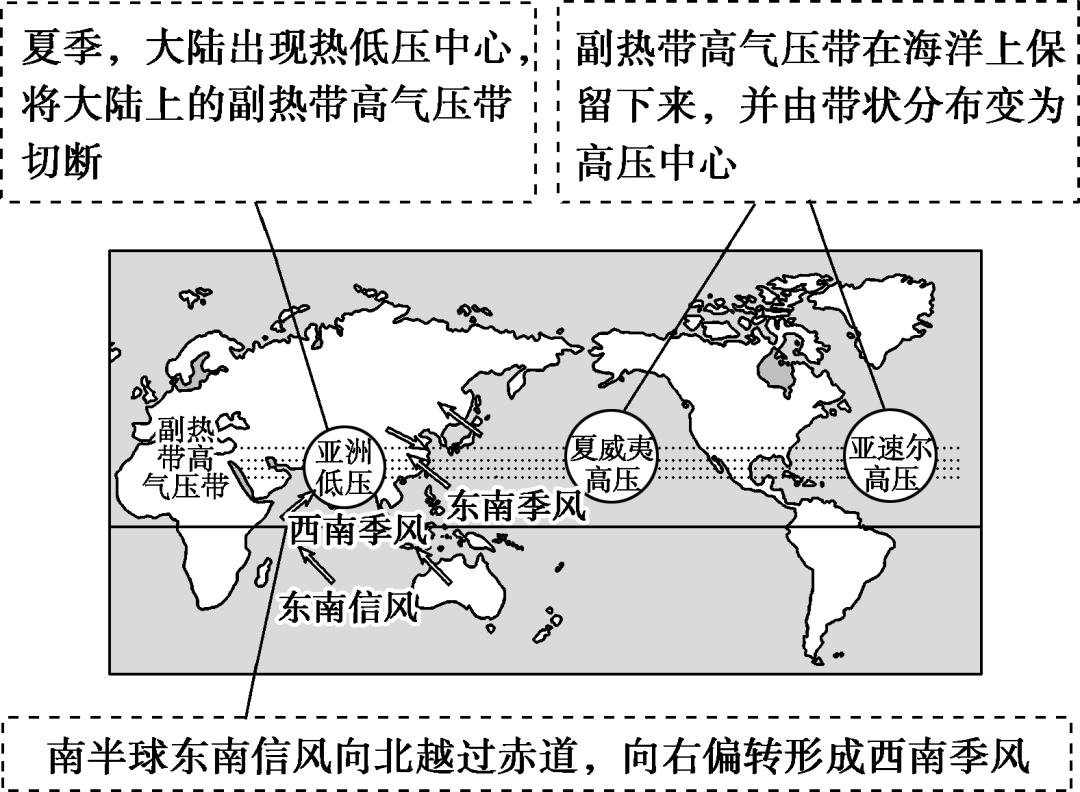 夏季，大陆出现热低压中心，
将大陆上的副热带高气压带
切断
副热带高气压带在海洋上保
留下来，并由带状分布变为
高压中心
副热
带高
气压带
亚洲
低压
夏威夷
高压
亚速尔
高压
东南季风
西南季风
东南信风
南半球东南信风向北越过赤道，向右偏转形成西南季风